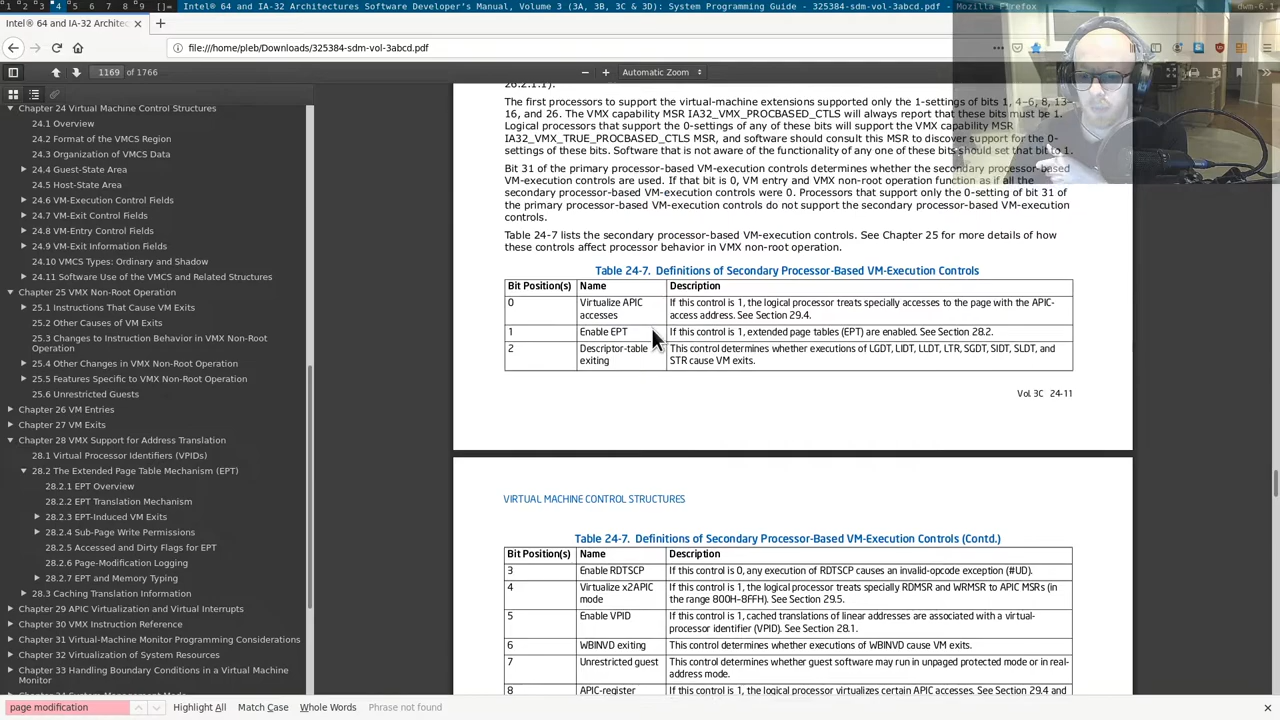 1 2 3 4 5 6 7 8 9 []= Intel® 64 and IA-32 Architectures Software Developer's Manual, Volume 3 (3A, 3B, 3C & 3D): System Programming Guide - 325384-sdm-vol-3abcd.pdf - Mozilla Firefox dwm-6.1
Intel® 64 and IA-32 Archite
file:///home/pleb/Downloads/325384-sdm-vol-3abcd.pdf
1169 of 1766
Automatic Zoom
Chapter 24 Virtual Machine Control Structures
24.1 Overview
24.2 Format of the VMCS Region
24.3 Organization of VMCS Data
24.4 Guest-State Area
24.5 Host-State Area
24.6 VM-Execution Control Fields
24.7 VM-Exit Control Fields
24.8 VM-Entry Control Fields
24.9 VM-Exit Information Fields
24.10 VMCS Types: Ordinary and Shadow
24.11 Software Use of the VMCS and Related Structures
Chapter 25 VMX Non-Root Operation
25.1 Instructions That Cause VM Exits
25.2 Other Causes of VM Exits
25.3 Changes to Instruction Behavior in VMX Non-Root
Operation
25.4 Other Changes in VMX Non-Root Operation
25.5 Features Specific to VMX Non-Root Operation
25.6 Unrestricted Guests
Chapter 26 VM Entries
Chapter 27 VM Exits
Chapter 28 VMX Support for Address Translation
28.1 Virtual Processor Identifiers (VPIDs)
28.2 The Extended Page Table Mechanism (EPT)
28.2.1 EPT Overview
28.2.2 EPT Translation Mechanism
28.2.3 EPT-Induced VM Exits
28.2.4 Sub-Page Write Permissions
28.2.5 Accessed and Dirty Flags for EPT
28.2.6 Page-Modification Logging
28.2.7 EPT and Memory Typing
28.3 Caching Translation Information
Chapter 29 APIC Virtualization and Virtual Interrupts
Chapter 30 VMX Instruction Reference
Chapter 31 Virtual-Machine Monitor Programming Considerations
Chapter 32 Virtualization of System Resources
Chapter 33 Handling Boundary Conditions in a Virtual Machine
Monitor
26.2.1.1).
The first processors to support the virtual-machine extensions supported only the 1-settings of bits 1, 4–6, 8, 13–
16, and 26. The VMX capability MSR IA32_VMX_PROCBASED_CTLS will always report that these bits must be 1.
Logical processors that support the 0-settings of any of these bits will support the VMX capability MSR
IA32_VMX_TRUE_PROCBASED_CTLS MSR, and software should consult this MSR to discover support for the 0-
settings of these bits. Software that is not aware of the functionality of any one of these bits should set that bit to 1.
Bit 31 of the primary processor-based VM-execution controls determines whether the secondary processor-based
VM-execution controls are used. If that bit is 0, VM entry and VMX non-root operation function as if all the
secondary processor-based VM-execution controls were 0. Processors that support only the 0-setting of bit 31 of
the primary processor-based VM-execution controls do not support the secondary processor-based VM-execution
controls.
Table 24-7 lists the secondary processor-based VM-execution controls. See Chapter 25 for more details of how
these controls affect processor behavior in VMX non-root operation.
Table 24-7. Definitions of Secondary Processor-Based VM-Execution Controls
Bit Position(s) Name Description
0 Virtualize APIC If this control is 1, the logical processor treats specially accesses to the page with the APIC-
accesses access address. See Section 29.4.
1 Enable EPT If this control is 1, extended page tables (EPT) are enabled. See Section 28.2.
2 Descriptor-table This control determines whether executions of LGDT, LIDT, LLDT, LTR, SGDT, SIDT, SLDT, and
exiting STR cause VM exits.
Vol. 3C 24-11
VIRTUAL MACHINE CONTROL STRUCTURES
Table 24-7. Definitions of Secondary Processor-Based VM-Execution Controls (Contd.)
Bit Position(s) Name Description
3 Enable RDTSCP If this control is 0, any execution of RDTSCP causes an invalid-opcode exception (#UD).
4 Virtualize x2APIC If this control is 1, the logical processor treats specially RDMSR and WRMSR to APIC MSRs (in
mode the range 800H–8FFH). See Section 29.5.
5 Enable VPID If this control is 1, cached translations of linear addresses are associated with a virtual-
processor identifier (VPID). See Section 28.1.
6 WBINVD exiting This control determines whether executions of WBINVD cause VM exits.
7 Unrestricted guest This control determines whether guest software may run in unpaged protected mode or in real-
address mode.
8 APIC-register If this control is 1, the logical processor virtualizes certain APIC accesses. See Section 29.4 and
page modification Highlight All Match Case Whole Words Phrase not found